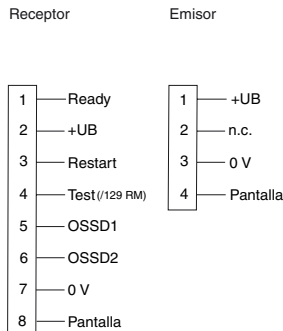 Receptor
1 Ready
2 +UB
3 Restart
4 Test(/129 RM)
5 OSSD1
6 OSSD2
7 0 V
8 Pantalla
Emisor
1 +UB
2 n.c.
3 0 V
4 Pantalla